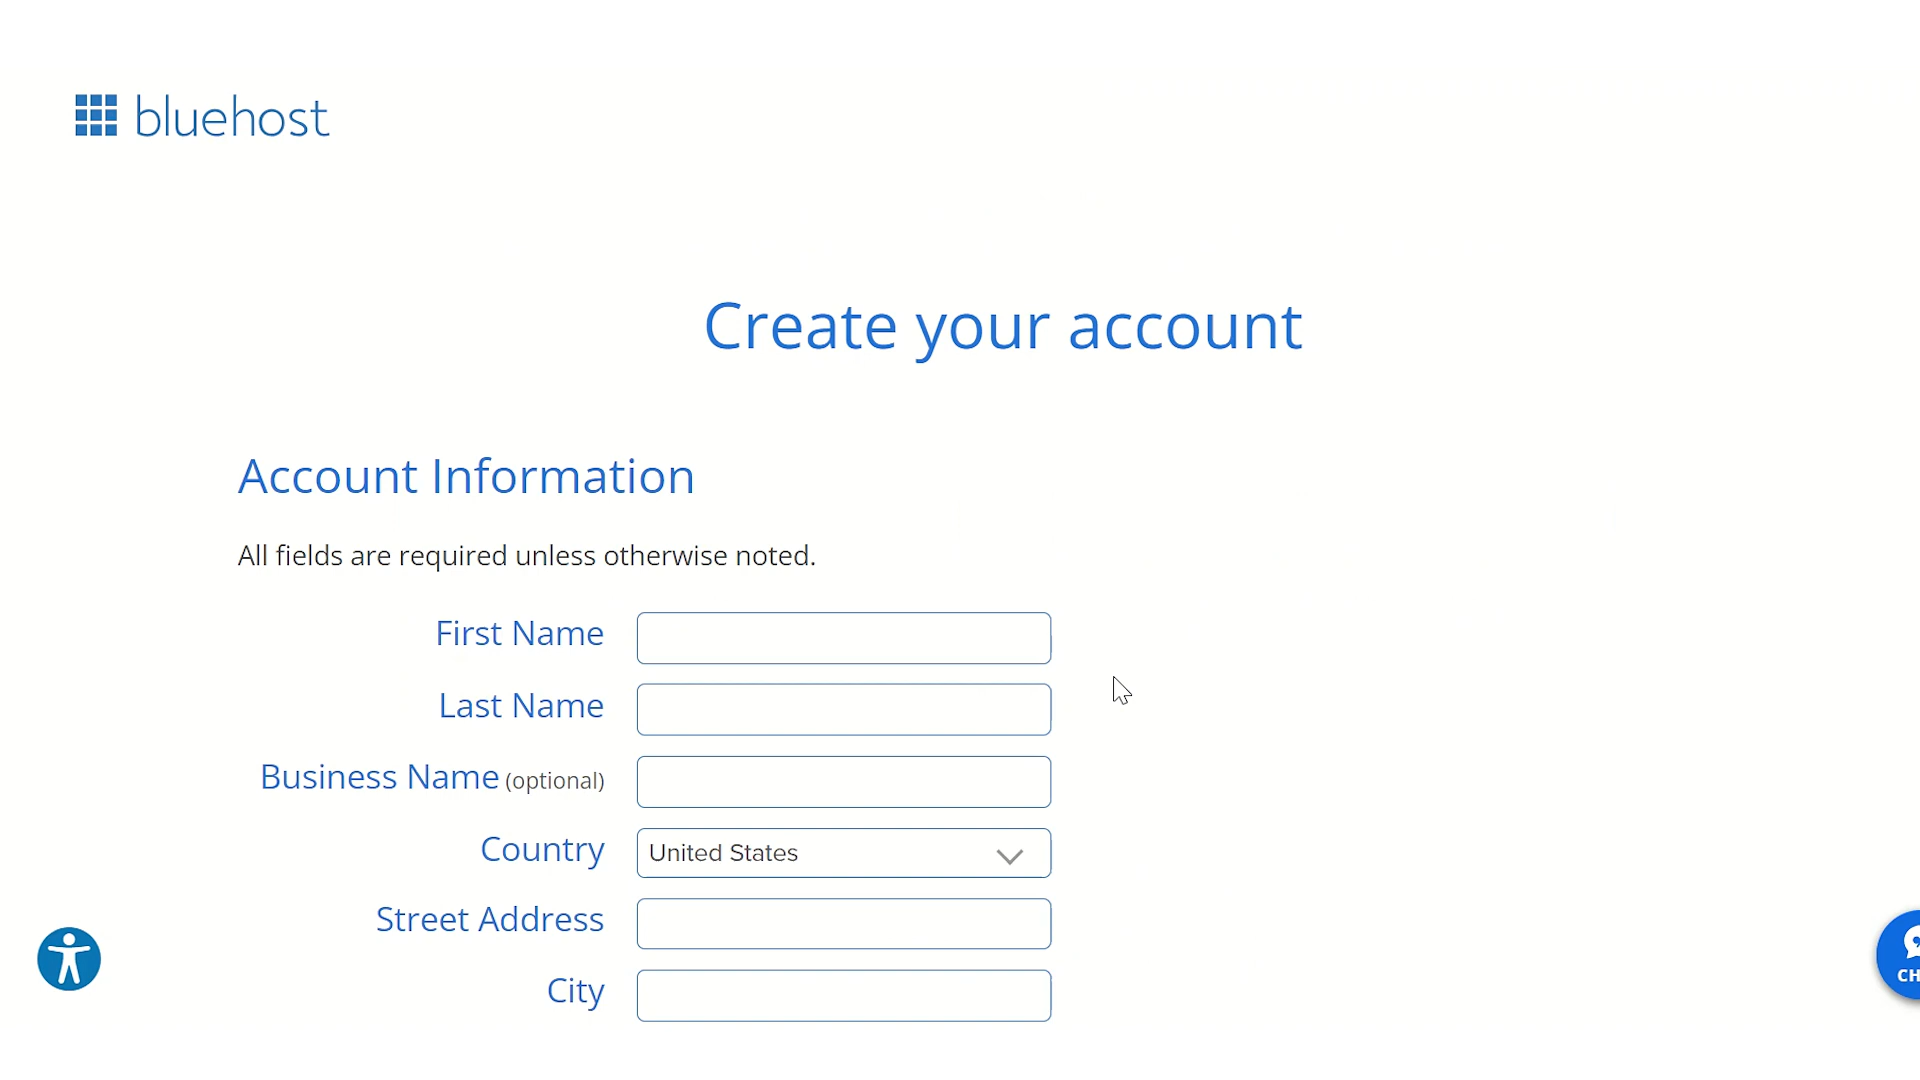 bluehost
Create your account
Account Information
All fields are required unless otherwise noted.
First Name
Last Name
Business Name (optional)
Country
United States
Street Address
City